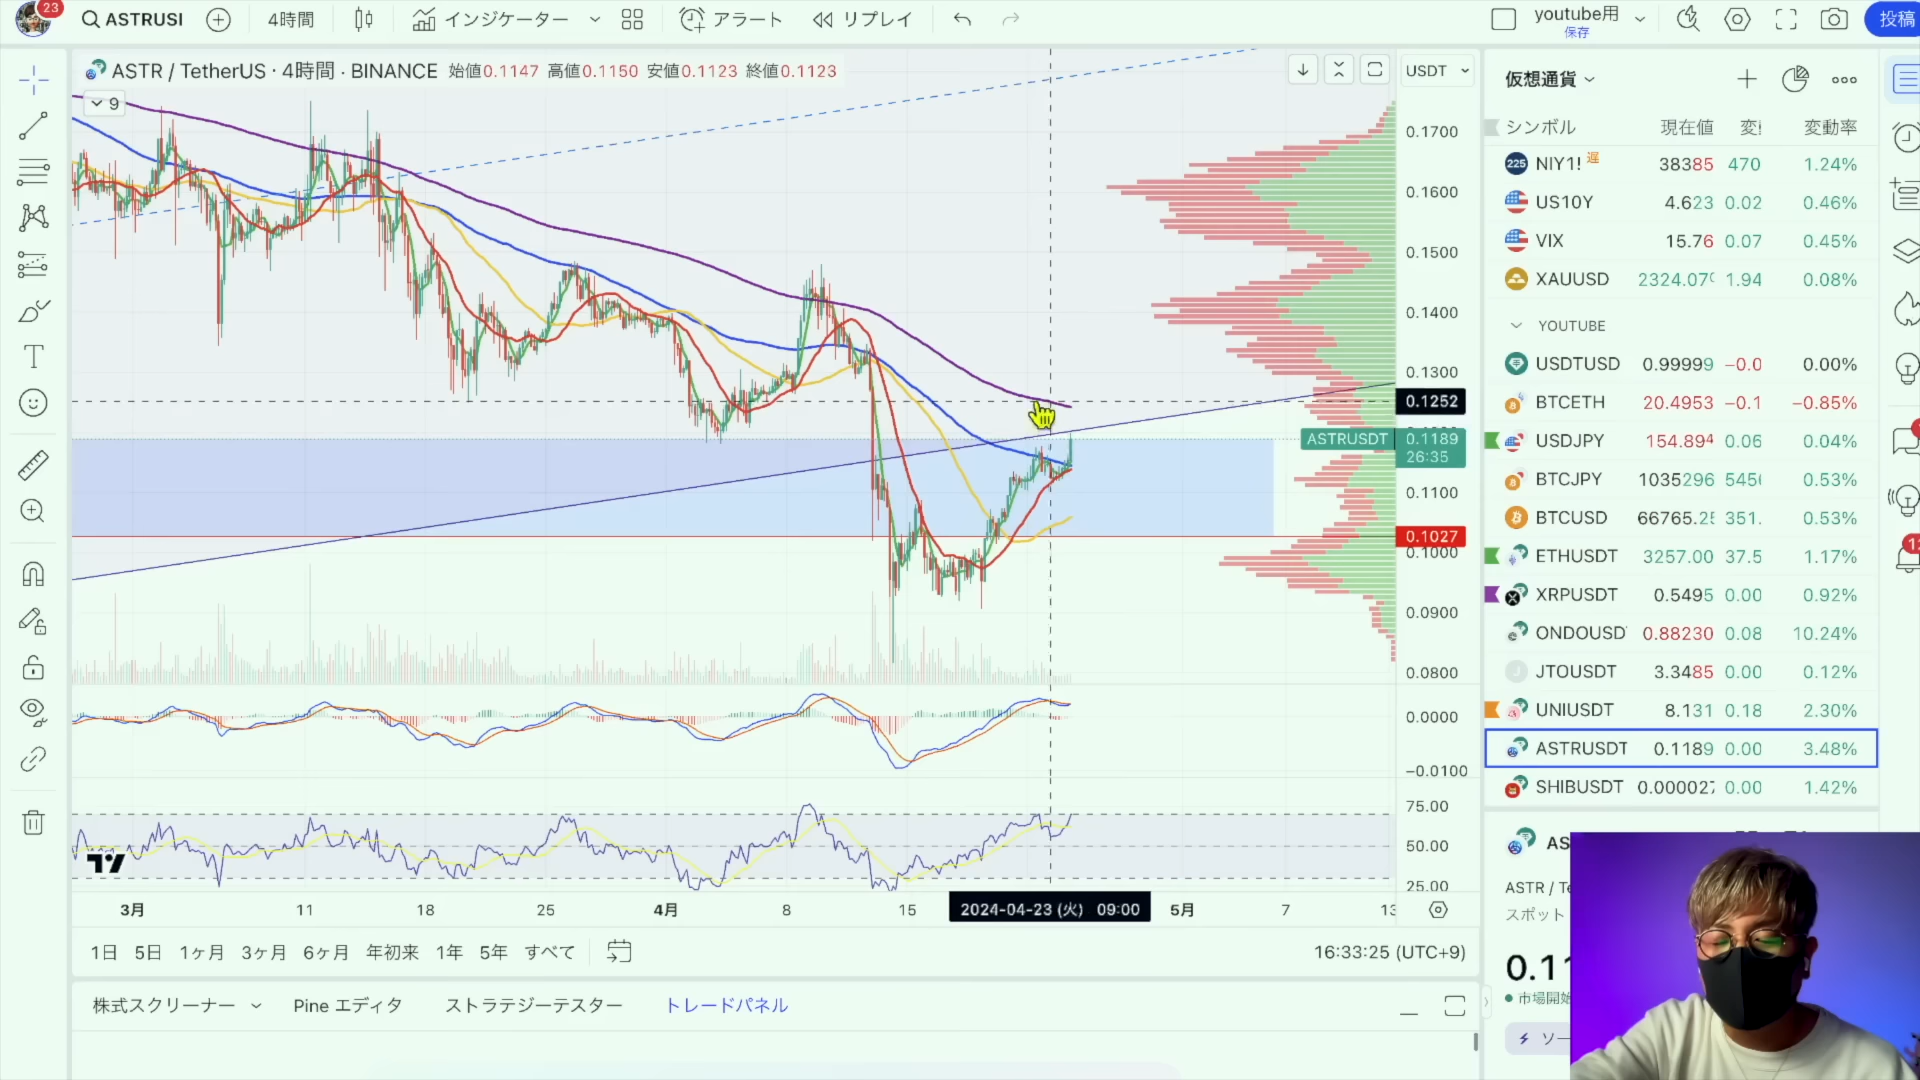 23
ASTRUSI
4時間
インジケーター
アラート
リプレイ
youtube用
保存
投稿
ASTR / TetherUS · 4時間 · BINANCE 始値0.1147 高値0.1150 安値0.1123 終値0.1123
9
USDT
0.1700
0.1600
0.1500
0.1400
0.1300
0.1252
ASTRUSDT 0.1189
26:35
0.1100
0.1027
0.1000
0.0900
0.0800
0.0000
−0.0100
75.00
50.00
25.00
3月 11 18 25 4月 8 15 2024-04-23 (火) 09:00 5月 7 13
1日 5日 1ヶ月 3ヶ月 6ヶ月 年初来 1年 5年 すべて
16:33:25 (UTC+9)
株式スクリーナー Pine エディタ ストラテジーテスター トレードパネル
仮想通貨
シンボル 現在値 変動率
225 NIY1! 遅 38385 470 1.24%
US10Y 4.623 0.02 0.46%
VIX 15.76 0.07 0.45%
XAUUSD 2324.07 1.94 0.08%
YOUTUBE
USDTUSD 0.99999 −0.0 0.00%
BTCETH 20.4953 −0.1 −0.85%
USDJPY 154.894 0.06 0.04%
BTCJPY 1035296 545 0.53%
BTCUSD 66765.2 351. 0.53%
ETHUSDT 3257.00 37.5 1.17%
XRPUSDT 0.5495 0.00 0.92%
ONDOUSD 0.88230 0.08 10.24%
JTOUSDT 3.3485 0.00 0.12%
UNIUSDT 8.131 0.18 2.30%
ASTRUSDT 0.1189 0.00 3.48%
SHIBUSDT 0.000027 0.00 1.42%
AS
ASTR / T
スポット
0.11
市場開始
ソー